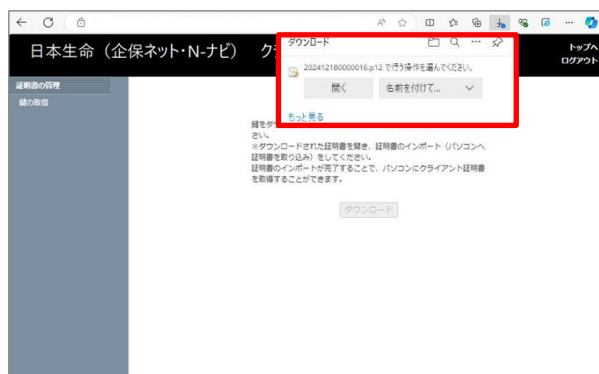 日本生命（企保ネット・N-ナビ）　ク
トップへ
ログアウト
証明書の管理
鍵の取得
ダウンロード
202412180000016.p12 で行う操作を選んでください。
開く
名前を付けて...
もっと見る
鍵をダ
さい。
※ダウンロードされた証明書を開き、証明書のインポート（パソコンへ
証明書を取り込み）をしてください。
証明書のインポートが完了することで、パソコンにクライアント証明書
を取得することができます。
ダウンロード